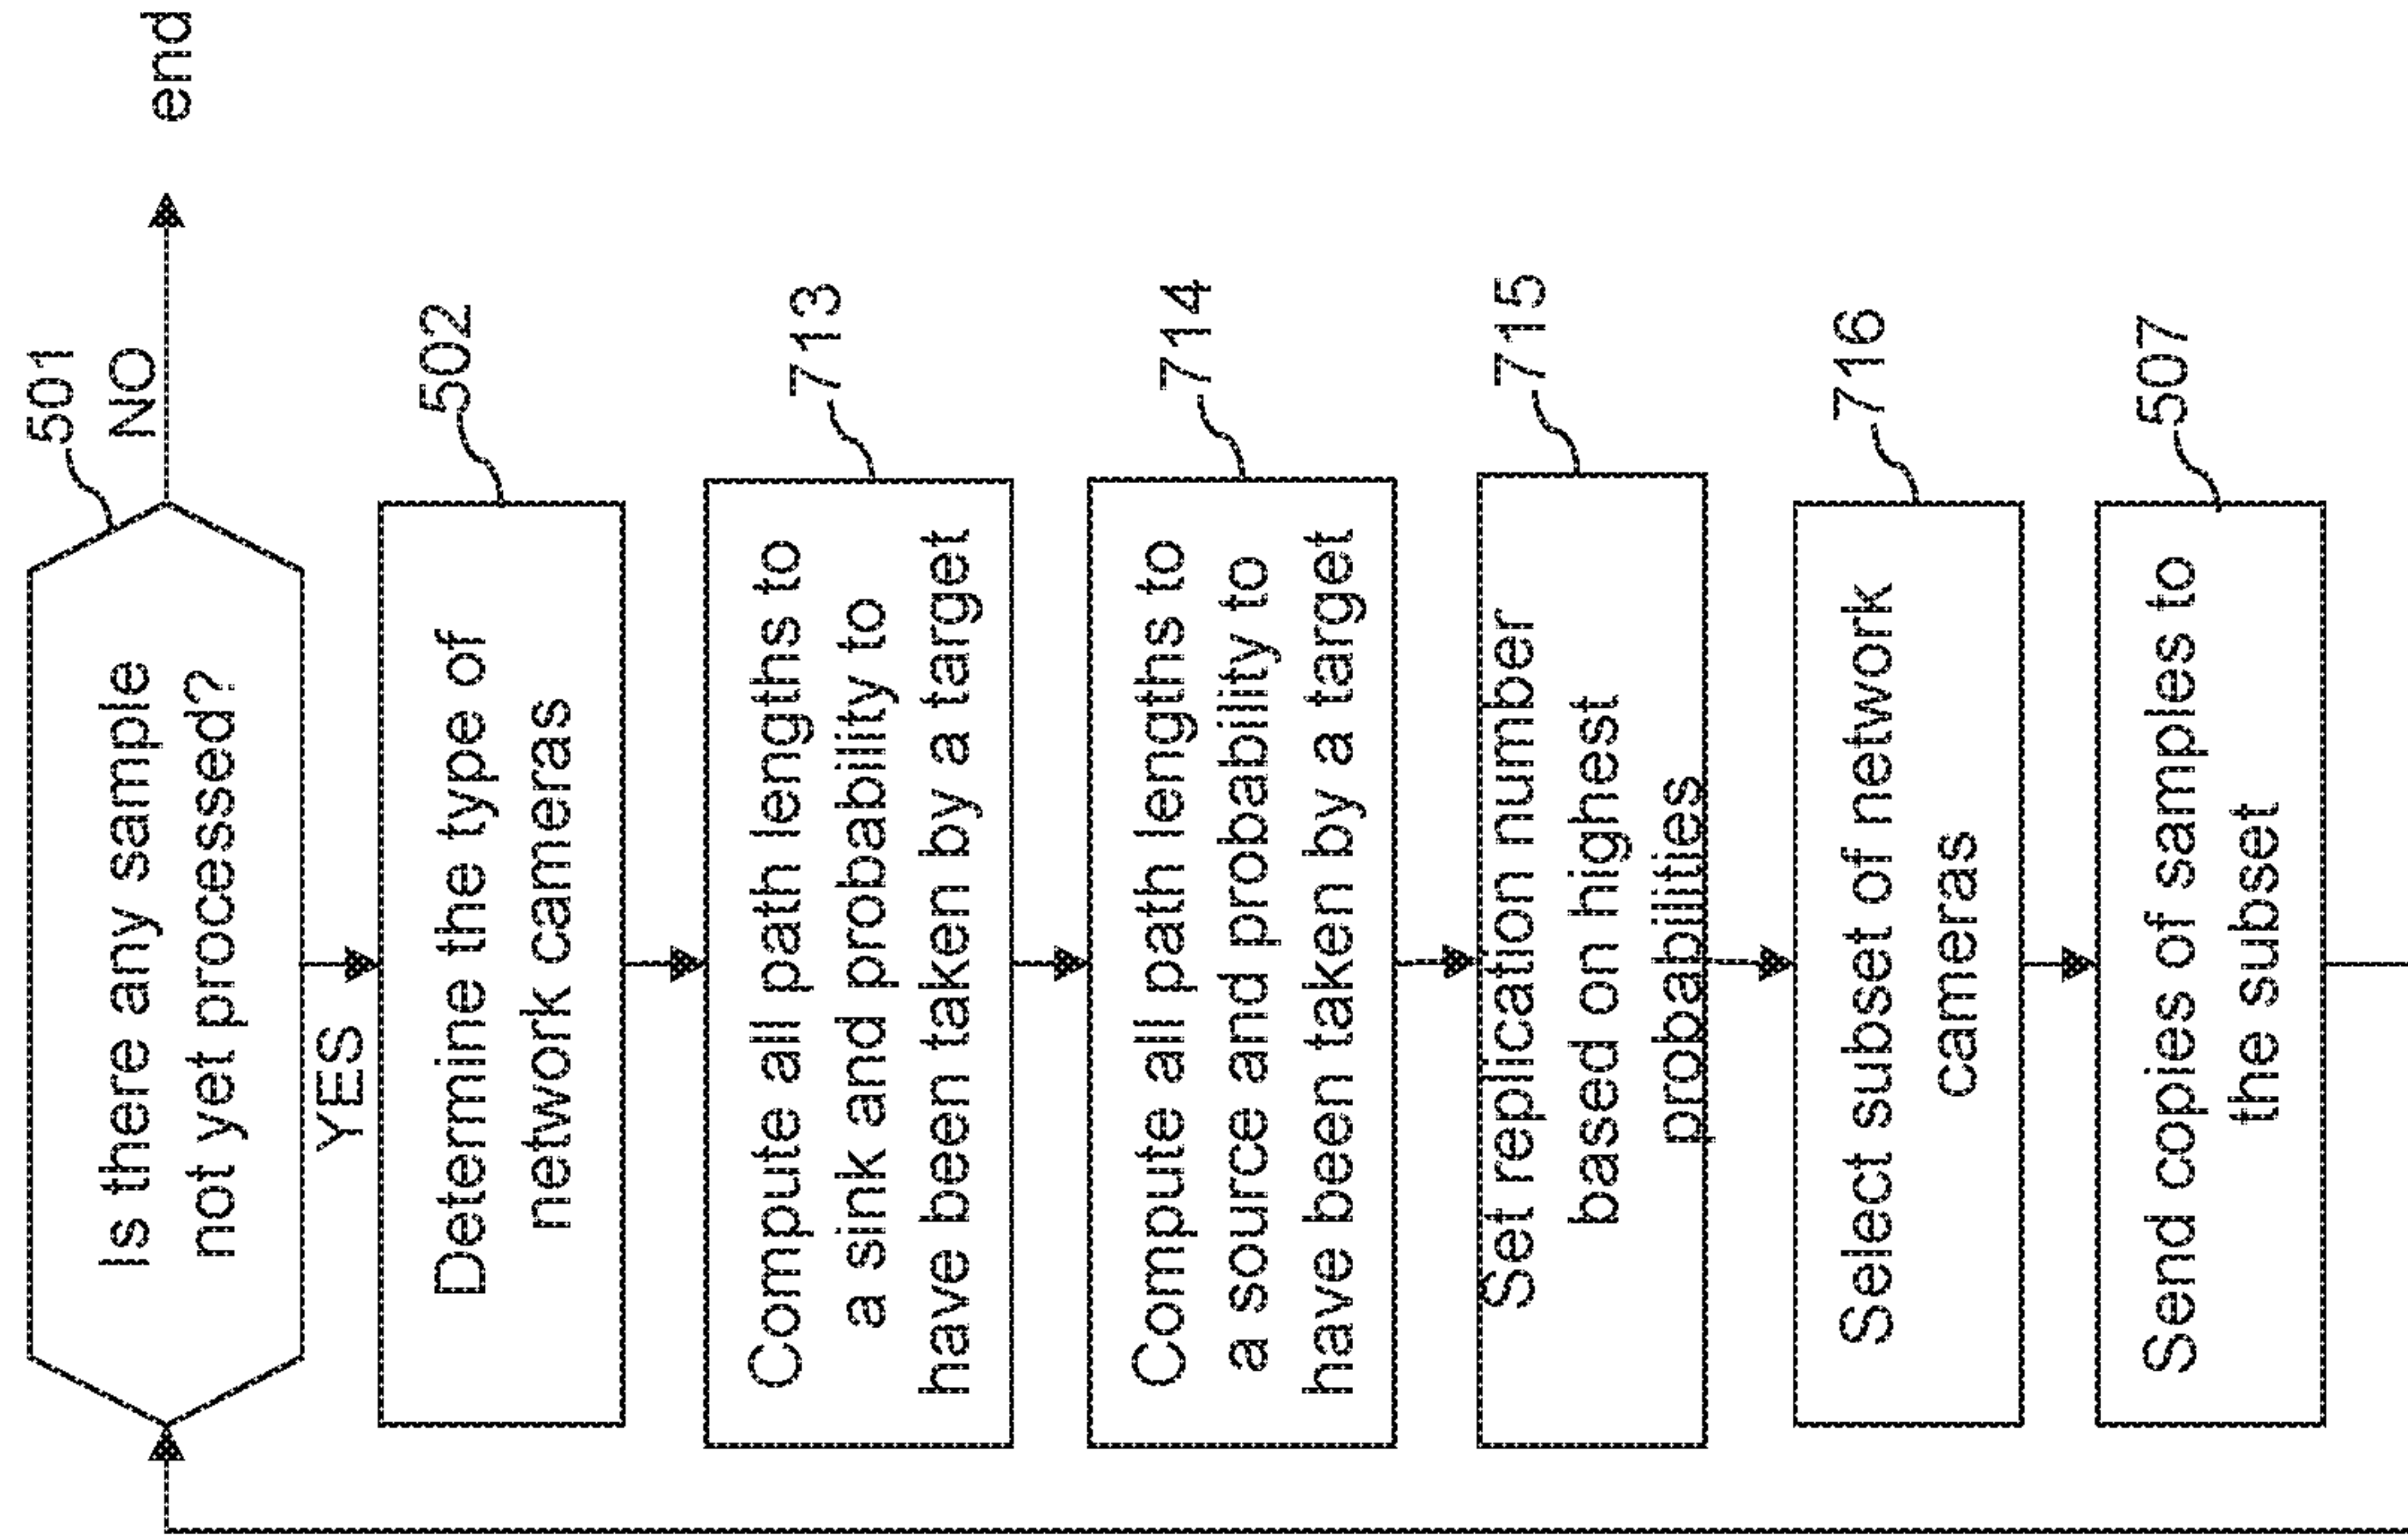 501
Is there any sample
not yet processed?
NO
end
YES
502
Determine the type of
network cameras
713
Compute all path lengths to
a sink and probability to
have been taken by a target
714
Compute all path lengths to
a source and probability to
have been taken by a target
715
Set replication number
based on highest
probabilities
716
Select subset of network
cameras
507
Send copies of samples to
the subset